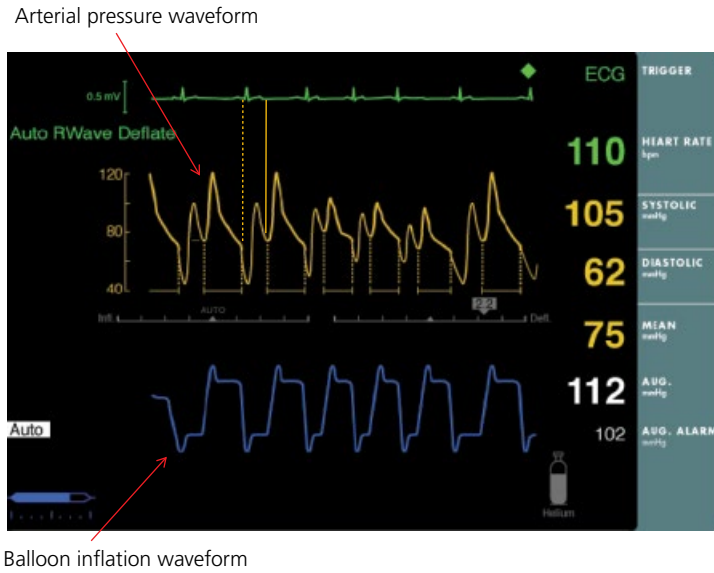 Arterial pressure waveform
ECG
TRIGGER
0.5 mV
Auto RWave Deflate
110
HEART RATE
bpm
120
80
40
105
SYSTOLIC
mmHg
62
DIASTOLIC
mmHg
Infl.
AUTO
22
Defl.
75
MEAN
mmHg
112
AUG.
mmHg
Auto
102
AUG. ALARM
mmHg
Helium
Balloon inflation waveform